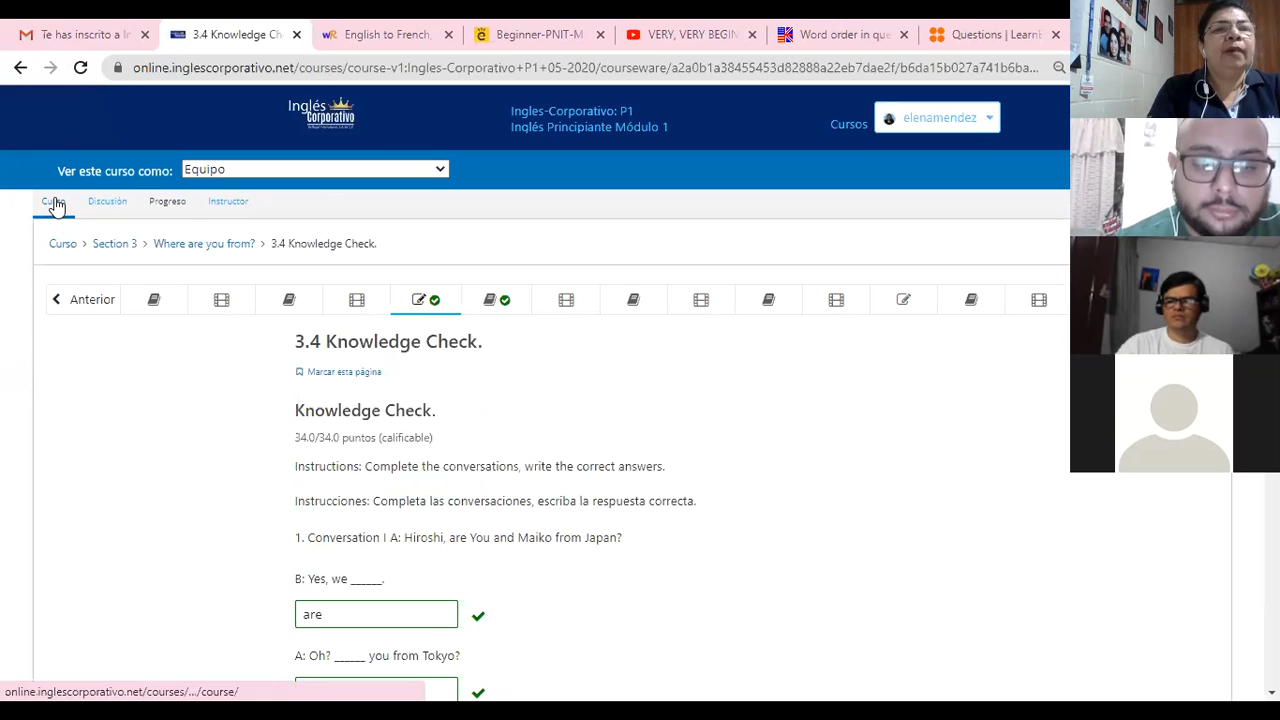 Te has inscrito a Ir
3.4 Knowledge Che
English to French,
Beginner-PNIT-M
VERY, VERY BEGIN
Word order in que
Questions | Learni
online.inglescorporativo.net/courses/course-v1:Ingles-Corporativo+P1+05-2020/courseware/a2a0b1a38455453d82888a22eb7dae2f/b6da15b027a741b6ba...
Inglés
Corporativo
Ingles-Corporativo: P1
Inglés Principiante Módulo 1
Cursos
elenamendez
Ver este curso como:
Equipo
Curso
Discusión
Progreso
Instructor
Curso > Section 3 > Where are you from? > 3.4 Knowledge Check.
Anterior
3.4 Knowledge Check.
Marcar esta página
Knowledge Check.
34.0/34.0 puntos (calificable)
Instructions: Complete the conversations, write the correct answers.
Instrucciones: Completa las conversaciones, escriba la respuesta correcta.
1. Conversation I A: Hiroshi, are You and Maiko from Japan?
B: Yes, we ______.
are
A: Oh? ______ you from Tokyo?
online.inglescorporativo.net/courses/.../course/